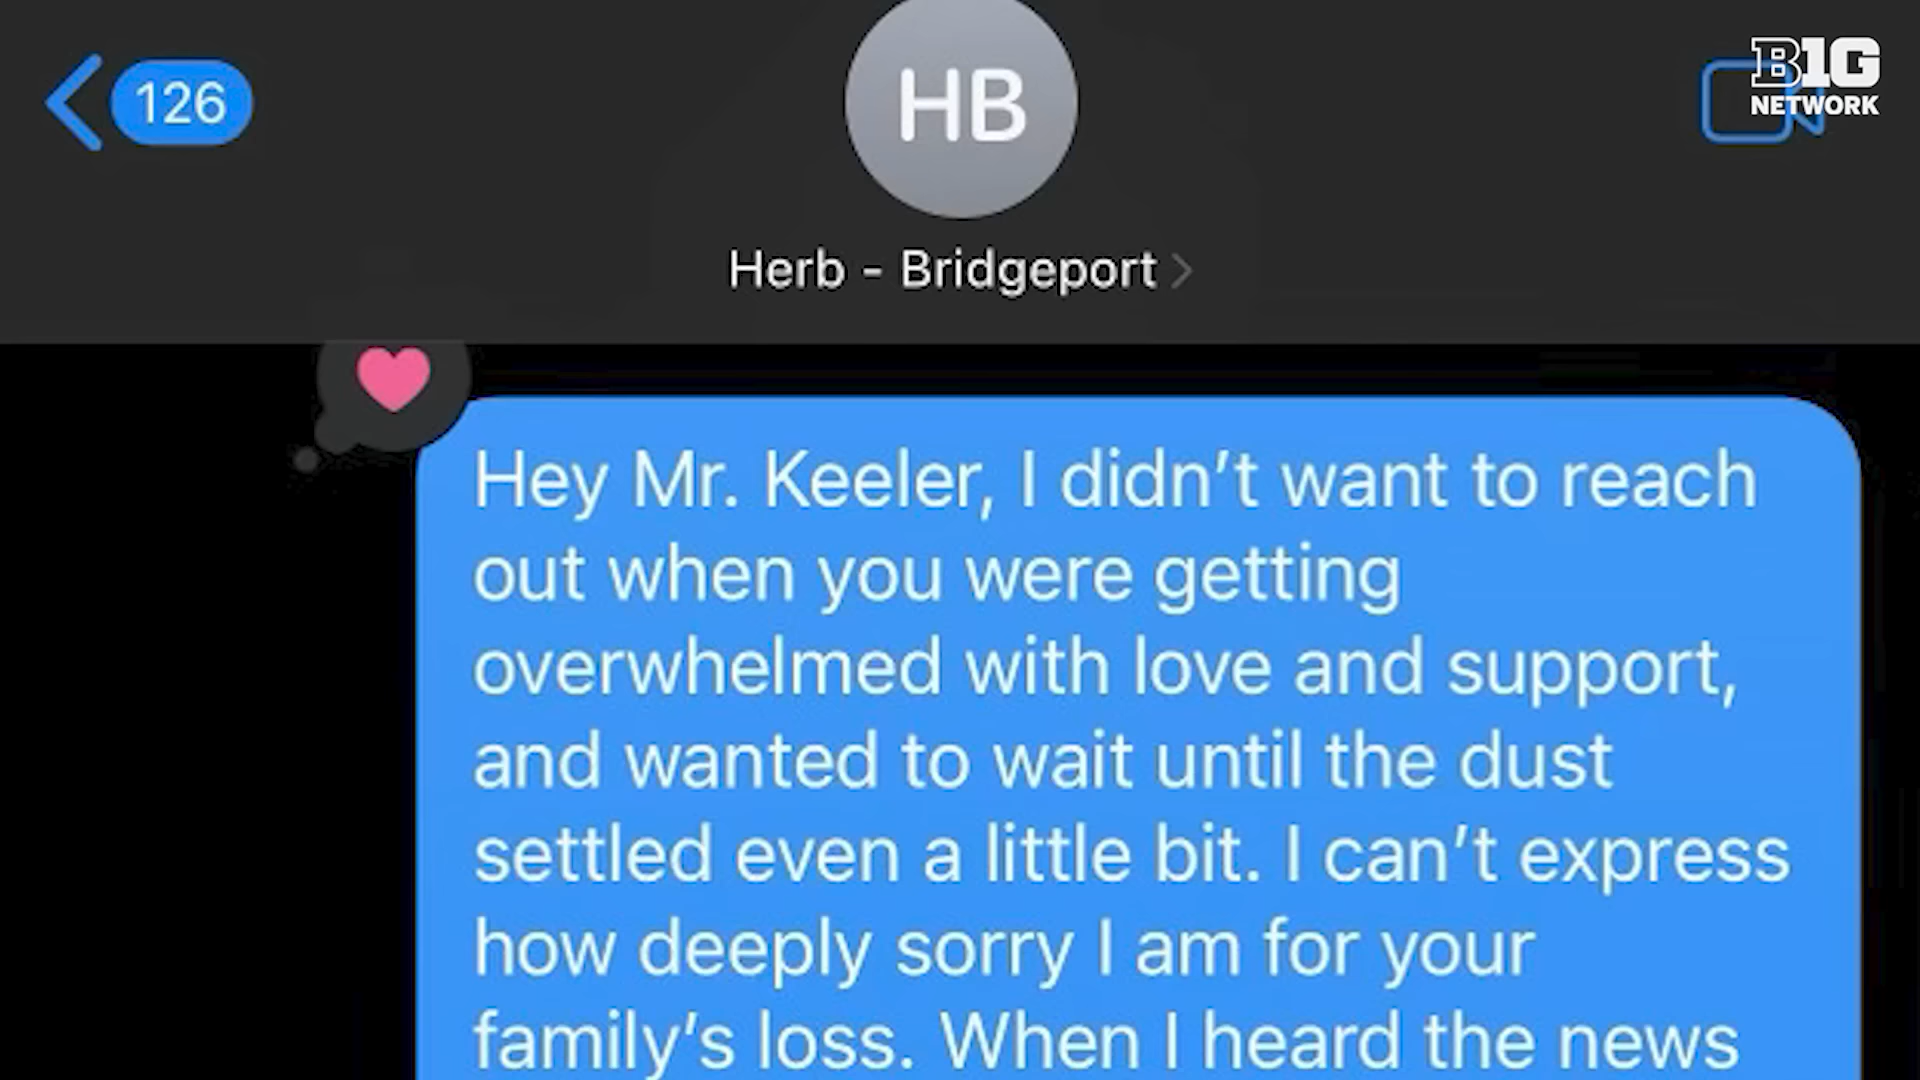 126
HB
B1G
NETWORK
Herb - Bridgeport
Hey Mr. Keeler, I didn’t want to reach
out when you were getting
overwhelmed with love and support,
and wanted to wait until the dust
settled even a little bit. I can’t express
how deeply sorry I am for your
family’s loss. When I heard the news